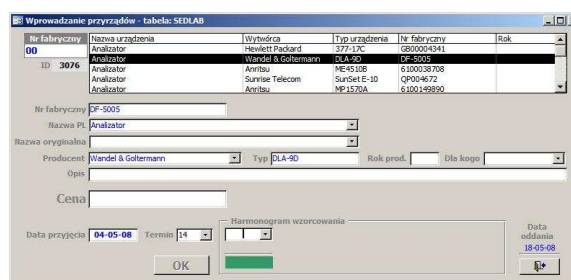 Wprowadzanie przyrządów - tabela: SEDLAB
Nr fabryczny Nazwa urządzenia Wytwórca Typ urządzenia Nr fabryczny Rok
00 Analizator Hewlett Packard 377-17C GB00004341
Analizator Wandel & Goltermann DLA-9D DF-5005
ID 3076 Analizator Anritsu ME4510B 6100038708
Analizator Sunrise Telecom SunSet E-10 QP004672
Analizator Anritsu MP1570A 6100149890
Nr fabryczny DF-5005
Nazwa PL Analizator
Nazwa oryginalna
Producent Wandel & Goltermann Typ DLA-9D Rok prod. Dla kogo
Opis
Cena
Harmonogram wzorcowania
Data przyjęcia 04-05-08 Termin 14
Data oddania
18-05-08
OK